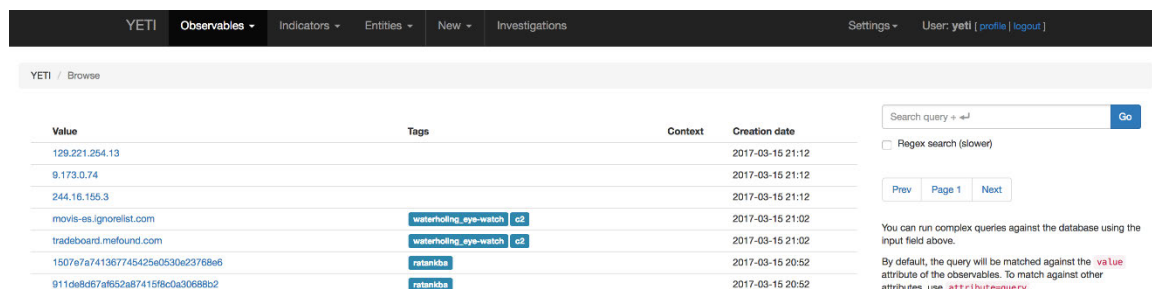 YETI Observables Indicators Entities New Investigations Settings User: yeti [ profile | logout ]
YETI / Browse
Value Tags Context Creation date
129.221.254.13 2017-03-15 21:12
9.173.0.74 2017-03-15 21:12
244.16.155.3 2017-03-15 21:12
movis-es.ignorelist.com waterholing_eye-watch c2 2017-03-15 21:02
tradeboard.mefound.com waterholing_eye-watch c2 2017-03-15 21:02
1507e7a741367745425e0530e23768e6 ratankba 2017-03-15 20:52
911de8d67af652a87415f8c0a30688b2 ratankba 2017-03-15 20:52
Search query + ↵ Go
Regex search (slower)
Prev Page 1 Next
You can run complex queries against the database using the
input field above.
By default, the query will be matched against the value
attribute of the observables. To match against other
attributes, use attribute=query